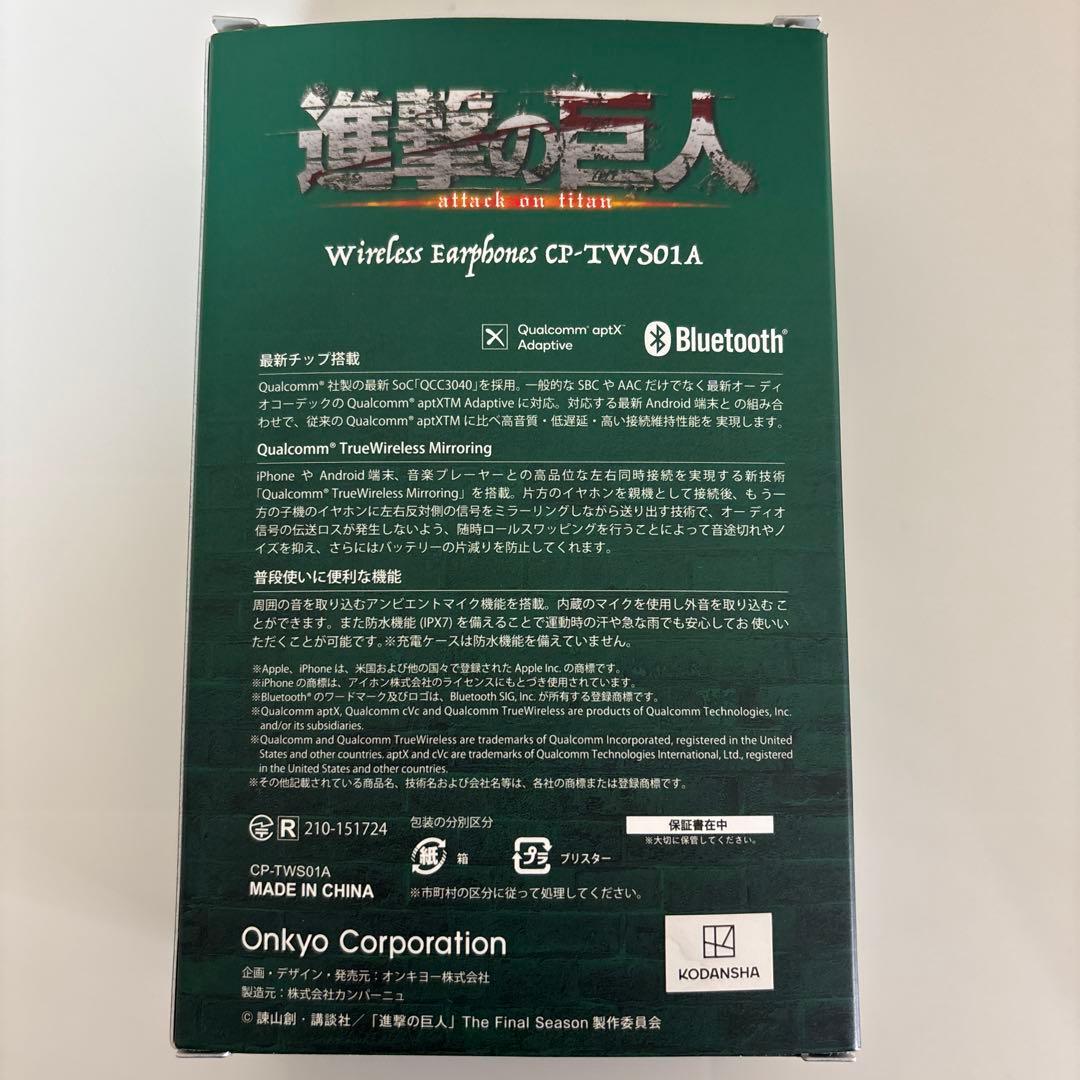 進撃の巨人
attack on titan
Wireless Earphones CP-TWS01A
Qualcomm® aptX™
Adaptive
Bluetooth®
最新チップ搭載
Qualcomm® 社製の最新 SoC「QCC3040」を採用。一般的な SBC や AAC だけでなく最新オー ディ
オコーデックの Qualcomm® aptXTM Adaptive に対応。対応する最新 Android 端末と の組み合
わせで、従来の Qualcomm® aptXTM に比べ高音質・低遅延・高い接続維持性能を 実現します。
Qualcomm® TrueWireless Mirroring
iPhone や Android 端末、音楽プレーヤーとの高品位な左右同時接続を実現する新技術
「Qualcomm® TrueWireless Mirroring」を搭載。片方のイヤホンを親機として接続後、も う一
方の子機のイヤホンに左右反対側の信号をミラーリングしながら送り出す技術で、オー ディオ
信号の伝送ロスが発生しないよう、随時ロールスワッピングを行うことによって音途切れやノ
イズを抑え、さらにはバッテリーの片減りを防止してくれます。
普段使いに便利な機能
周囲の音を取り込むアンビエントマイク機能を搭載。内蔵のマイクを使用し外音を取り込む こ
とができます。また防水機能 (IPX7) を備えることで運動時の汗や急な雨でも安心してお 使いい
ただくことが可能です。※充電ケースは防水機能を備えていません。
※Apple、iPhone は、米国および他の国々で登録された Apple Inc. の商標です。
※iPhone の商標は、アイホン株式会社のライセンスにもとづき使用されています。
※Bluetooth® のワードマーク及びロゴは、Bluetooth SIG, Inc. が所有する登録商標です。
※Qualcomm aptX, Qualcomm cVc and Qualcomm TrueWireless are products of Qualcomm Technologies, Inc.
and/or its subsidiaries.
※Qualcomm and Qualcomm TrueWireless are trademarks of Qualcomm Incorporated, registered in the United
States and other countries. aptX and cVc are trademarks of Qualcomm Technologies International, Ltd., registered
in the United States and other countries.
※その他記載されている商品名、技術名および会社名等は、各社の商標または登録商標です。
R 210-151724
CP-TWS01A
MADE IN CHINA
包装の分別区分
紙 箱
プラ ブリスター
※市町村の区分に従って処理してください。
保証書在中
※大切に保管してください。
Onkyo Corporation
企画・デザイン・発売元：オンキヨー株式会社
製造元：株式会社カンパーニュ
© 諫山創・講談社／「進撃の巨人」The Final Season 製作委員会
KODANSHA